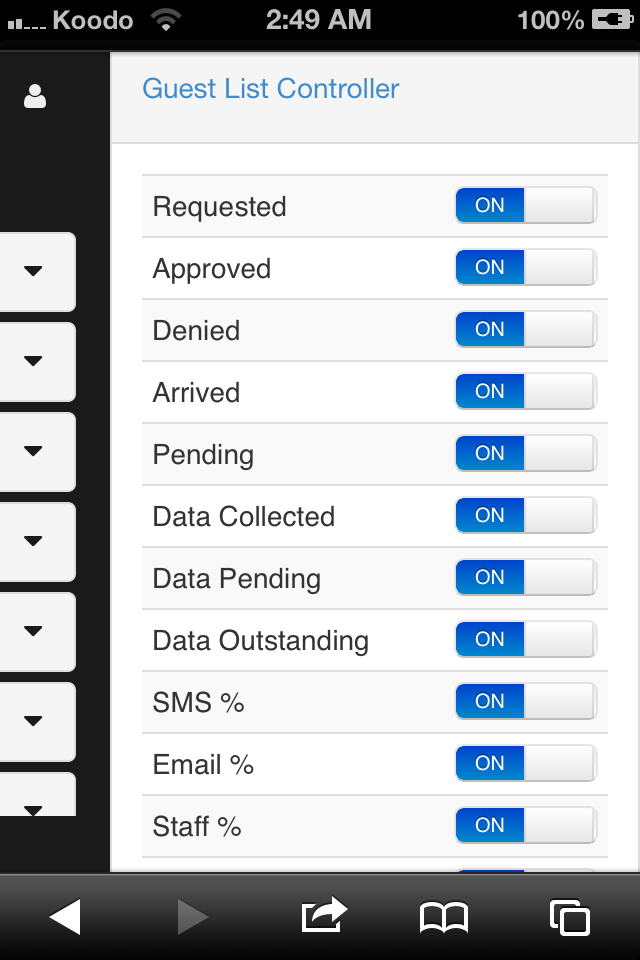 Koodo 2:49 AM 100%
Guest List Controller
Requested ON
Approved ON
Denied ON
Arrived ON
Pending ON
Data Collected ON
Data Pending ON
Data Outstanding ON
SMS % ON
Email % ON
Staff % ON